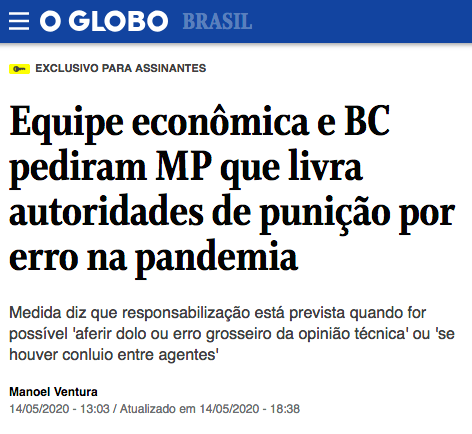 O GLOBO BRASIL
EXCLUSIVO PARA ASSINANTES
Equipe econômica e BC
pediram MP que livra
autoridades de punição por
erro na pandemia
Medida diz que responsabilização está prevista quando for
possível 'aferir dolo ou erro grosseiro da opinião técnica' ou 'se
houver conluio entre agentes'
Manoel Ventura
14/05/2020 - 13:03 / Atualizado em 14/05/2020 - 18:38